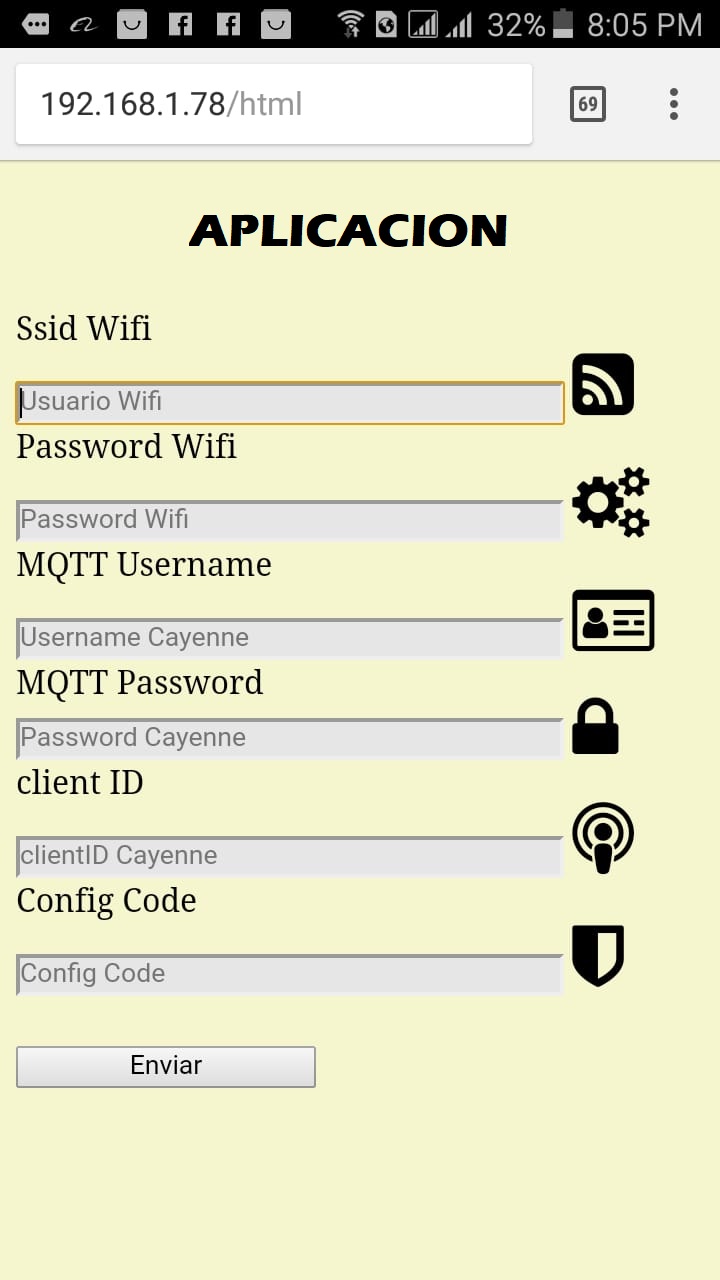 32% 8:05 PM
192.168.1.78/html 69
APLICACION
Ssid Wifi
Usuario Wifi
Password Wifi
Password Wifi
MQTT Username
Username Cayenne
MQTT Password
Password Cayenne
client ID
clientID Cayenne
Config Code
Config Code
Enviar